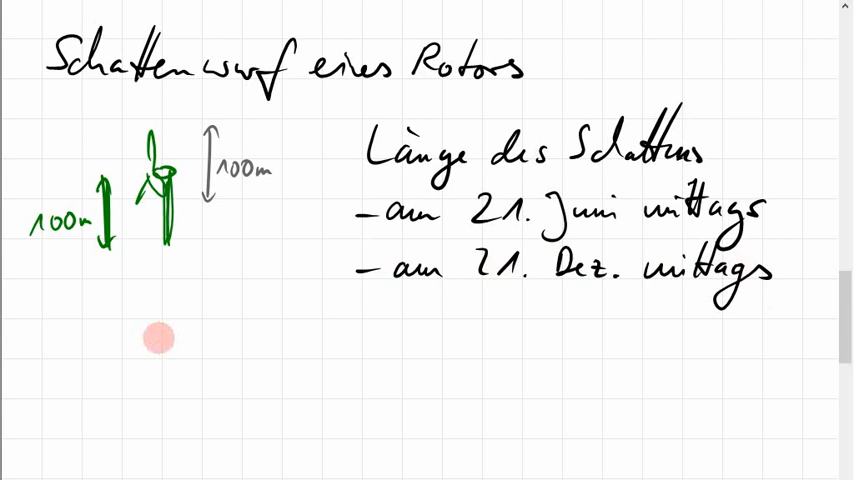 Schattenwurf eines Rotors
100m
100m
Länge des Schattens
- am 21. Juni mittags
- am 21. Dez. mittags